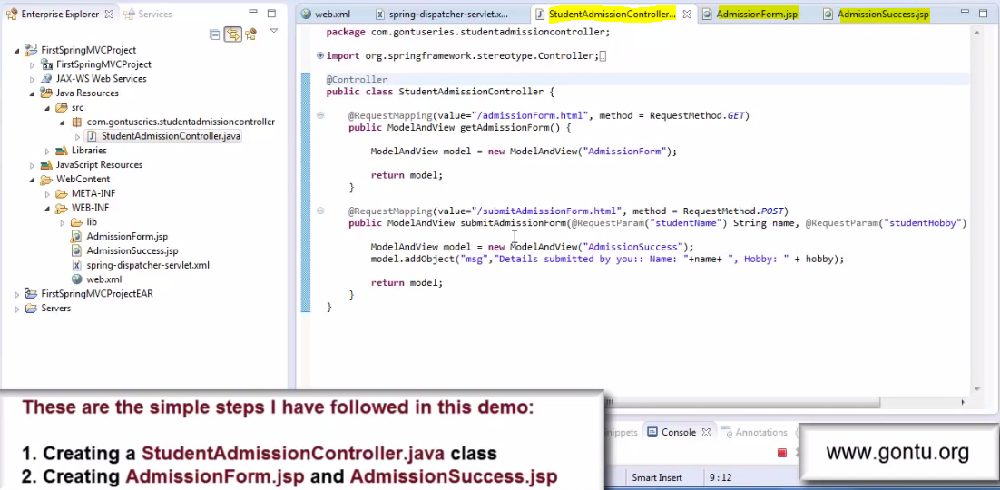 Enterprise Explorer
Services
FirstSpringMVCProject
FirstSpringMVCProject
JAX-WS Web Services
Java Resources
src
com.gontuseries.studentadmissioncontroller
StudentAdmissionController.java
Libraries
JavaScript Resources
WebContent
META-INF
WEB-INF
lib
AdmissionForm.jsp
AdmissionSuccess.jsp
spring-dispatcher-servlet.xml
web.xml
FirstSpringMVCProjectEAR
Servers
web.xml
spring-dispatcher-servlet.x...
StudentAdmissionController...
AdmissionForm.jsp
AdmissionSuccess.jsp
package com.gontuseries.studentadmissioncontroller;
import org.springframework.stereotype.Controller;
@Controller
public class StudentAdmissionController {
@RequestMapping(value="/admissionForm.html", method = RequestMethod.GET)
public ModelAndView getAdmissionForm() {
ModelAndView model = new ModelAndView("AdmissionForm");
return model;
}
@RequestMapping(value="/submitAdmissionForm.html", method = RequestMethod.POST)
public ModelAndView submitAdmissionForm(@RequestParam("studentName") String name, @RequestParam("studentHobby")
ModelAndView model = new ModelAndView("AdmissionSuccess");
model.addObject("msg","Details submitted by you:: Name: "+name+ ", Hobby: " + hobby);
return model;
}
}
These are the simple steps I have followed in this demo:
1. Creating a StudentAdmissionController.java class
2. Creating AdmissionForm.jsp and AdmissionSuccess.jsp
nippets
Console
Annotations
www.gontu.org
Smart Insert
9 : 12